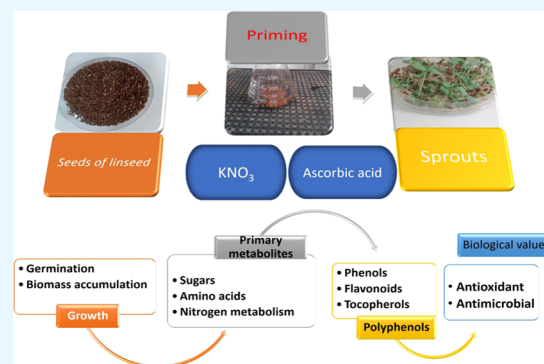 Priming
Seeds of linseed
KNO₃
Ascorbic acid
Sprouts
Primary
metabolites
Biological value
• Germination
• Biomass accumulation
Growth
• Sugars
• Amino acids
• Nitrogen metabolism
• Phenols
• Flavonoids
• Tocopherols
Polyphenols
• Antioxidant
• Antimicrobial